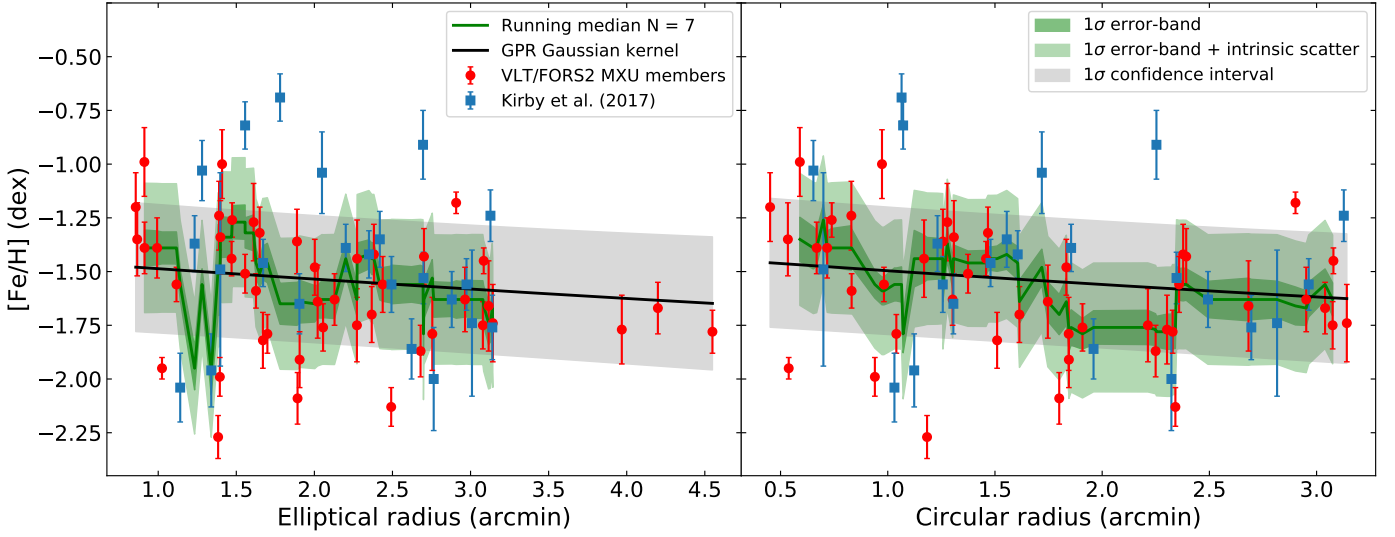 [Fe/H] (dex)
−0.50
−0.75
−1.00
−1.25
−1.50
−1.75
−2.00
−2.25
Running median N = 7
GPR Gaussian kernel
VLT/FORS2 MXU members
Kirby et al. (2017)
1.0 1.5 2.0 2.5 3.0 3.5 4.0 4.5
Elliptical radius (arcmin)
1σ error-band
1σ error-band + intrinsic scatter
1σ confidence interval
0.5 1.0 1.5 2.0 2.5 3.0
Circular radius (arcmin)